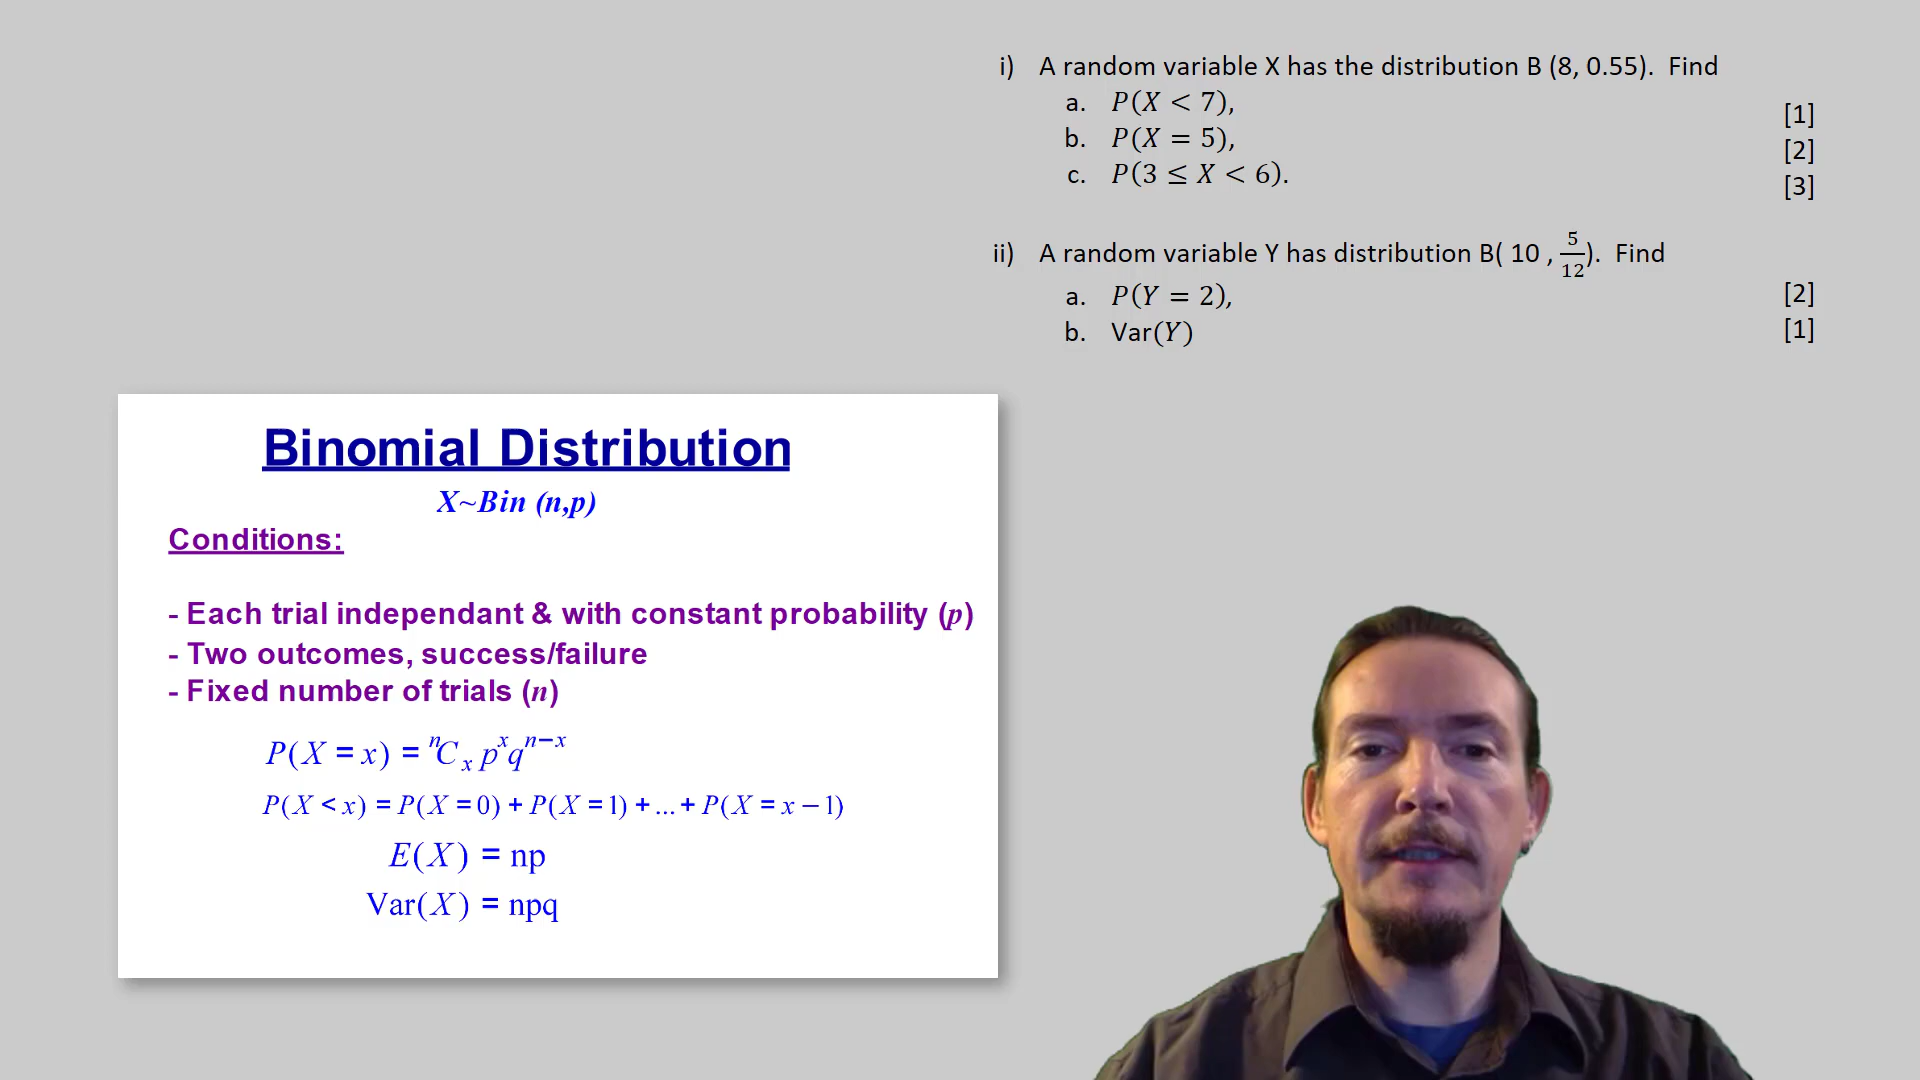 i) A random variable X has the distribution B (8, 0.55). Find
a. P(X < 7), [1]
b. P(X = 5), [2]
c. P(3 ≤ X < 6). [3]
ii) A random variable Y has distribution B( 10 , 5/12). Find
a. P(Y = 2), [2]
b. Var(Y) [1]
Binomial Distribution
X~Bin (n,p)
Conditions:
- Each trial independant & with constant probability (p)
- Two outcomes, success/failure
- Fixed number of trials (n)
P(X = x) = ⁿCₓ pˣqⁿ⁻ˣ
P(X < x) = P(X = 0) + P(X = 1) + ... + P(X = x − 1)
E(X) = np
Var(X) = npq